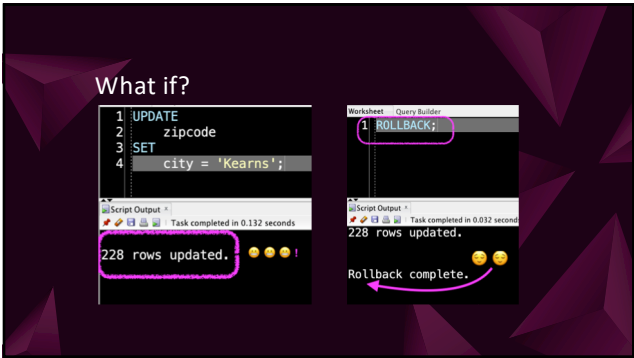 What if?
1 UPDATE
2 zipcode
3 SET
4 city = 'Kearns';
Script Output ×
Task completed in 0.132 seconds
228 rows updated. 😬😬😬!
Worksheet Query Builder
1 ROLLBACK;
Script Output ×
Task completed in 0.032 seconds
228 rows updated.
😌😌
Rollback complete.